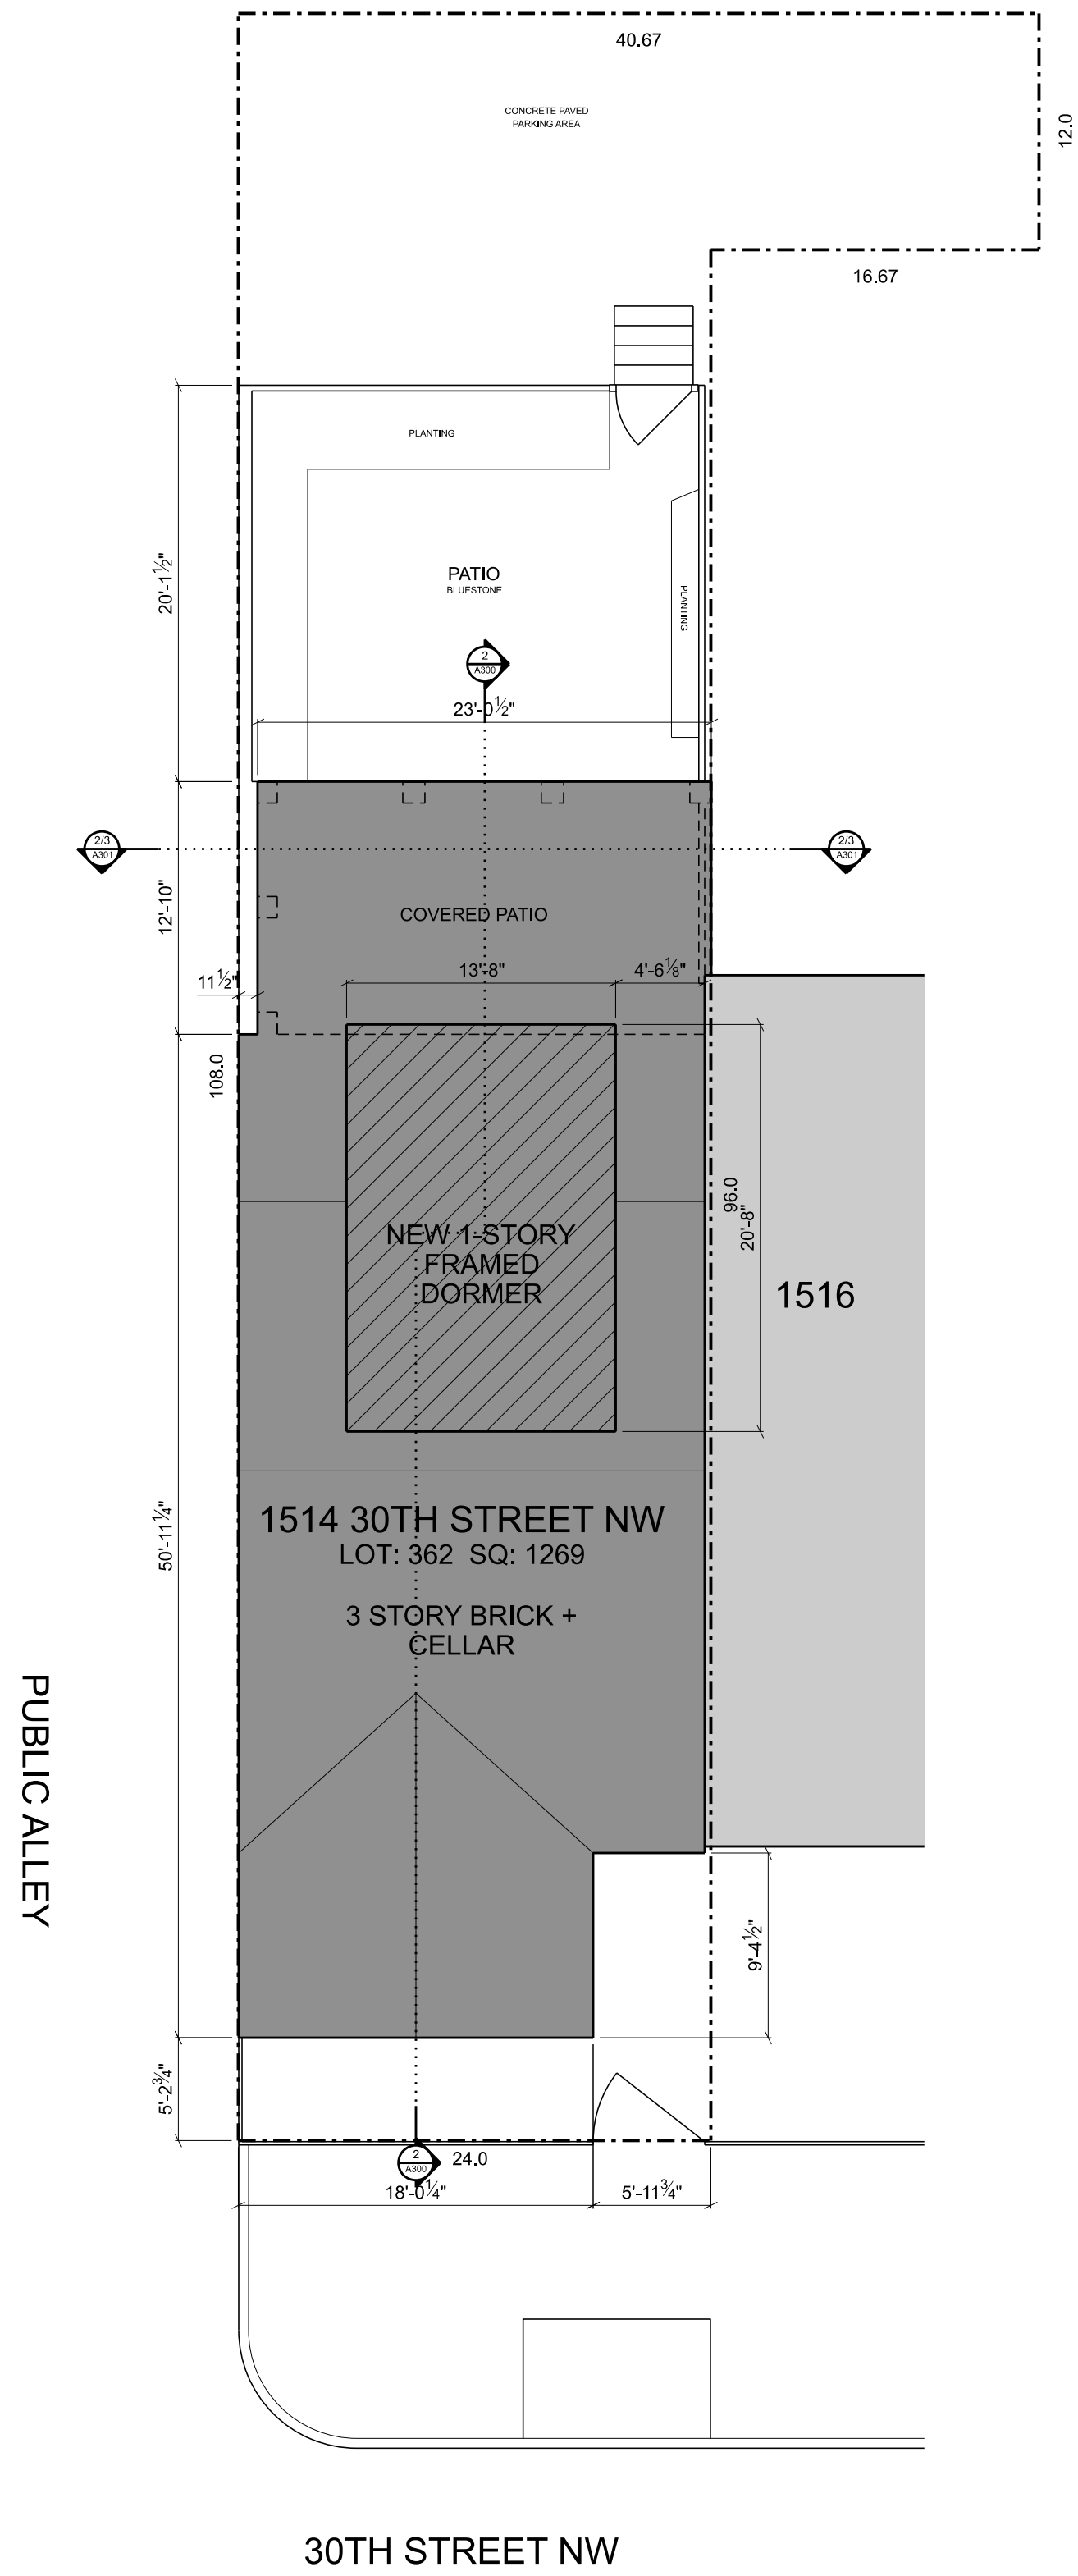 40.67
CONCRETE PAVED
PARKING AREA
12.0
16.67
PLANTING
20'-1½"
PATIO
BLUESTONE
PLANTING
2
A300
23'-0½"
2/3
A301
2/3
A301
12'-10"
COVERED PATIO
13'-8"
4'-6⅛"
11½"
108.0
96.0
20'-8"
NEW 1-STORY
FRAMED
DORMER
1516
1514 30TH STREET NW
LOT: 362 SQ: 1269
50'-11¼"
3 STORY BRICK +
CELLAR
PUBLIC ALLEY
9'-4½"
5'-2¾"
2
A300
24.0
18'-0¼"
5'-11¾"
30TH STREET NW